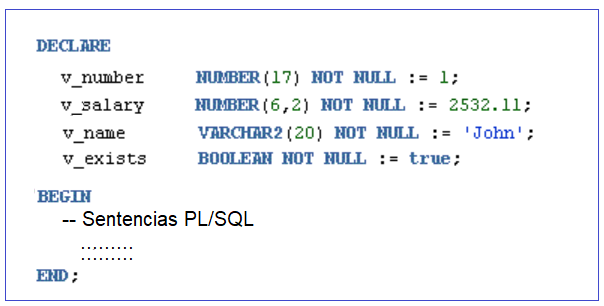 DECLARE
v_number NUMBER(17) NOT NULL := 1;
v_salary NUMBER(6,2) NOT NULL := 2532.11;
v_name VARCHAR2(20) NOT NULL := 'John';
v_exists BOOLEAN NOT NULL := true;
BEGIN
-- Sentencias PL/SQL
.........
.........
END;